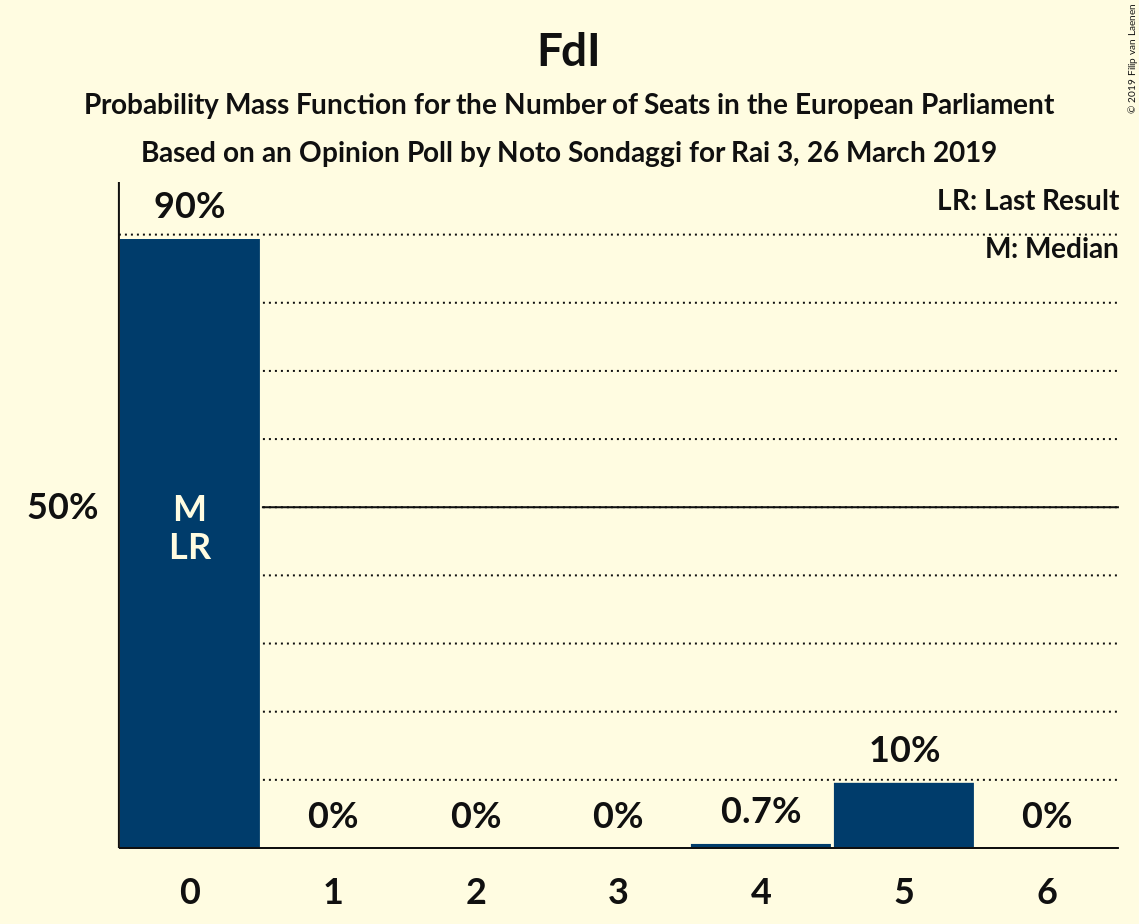 FdI
Probability Mass Function for the Number of Seats in the European Parliament
Based on an Opinion Poll by Noto Sondaggi for Rai 3, 26 March 2019
© 2019 Filip van Laenen
LR: Last Result
M: Median
90%
50%
M
LR
0%
0%
0%
0.7%
10%
0%
0
1
2
3
4
5
6